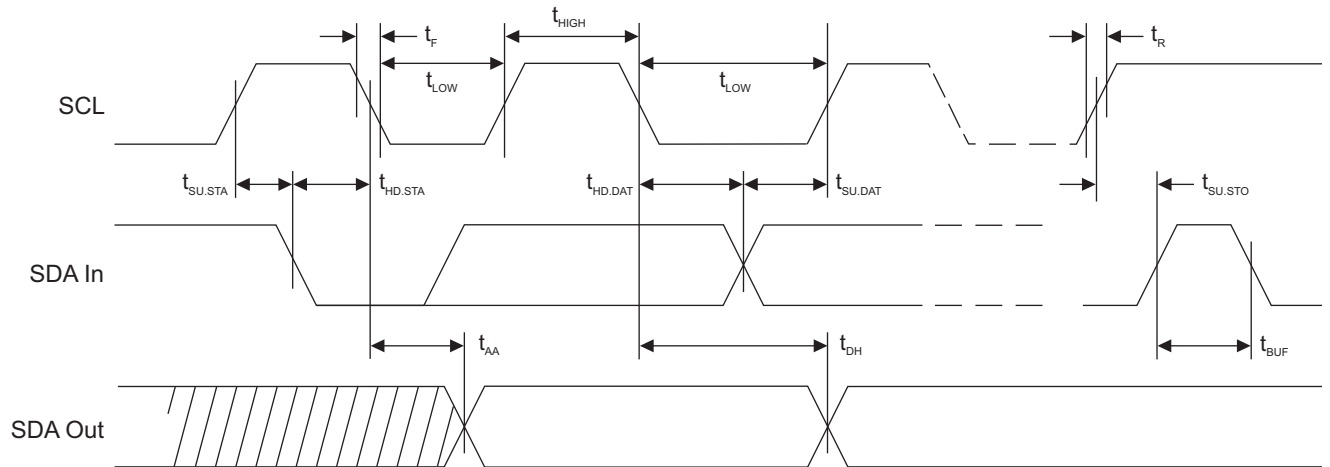 t_HIGH
t_F
t_R
t_LOW
t_LOW
SCL
t_SU.STA
t_HD.STA
t_HD.DAT
t_SU.DAT
t_SU.STO
SDA In
t_AA
t_DH
t_BUF
SDA Out